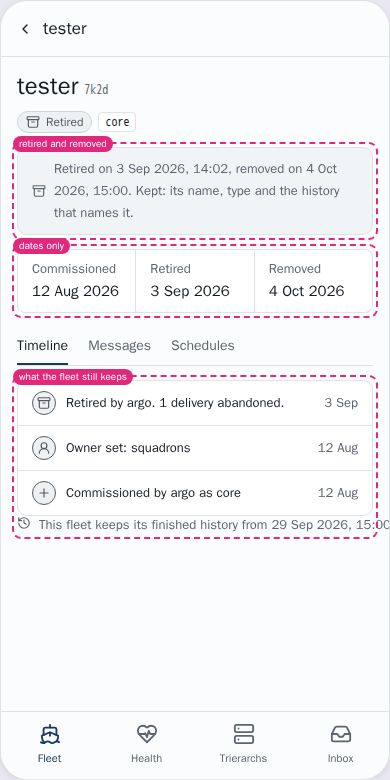 tester
tester 7k2d
Retired core
retired and removed
Retired on 3 Sep 2026, 14:02, removed on 4 Oct
2026, 15:00. Kept: its name, type and the history
that names it.
dates only
Commissioned Retired Removed
12 Aug 2026 3 Sep 2026 4 Oct 2026
Timeline Messages Schedules
what the fleet still keeps
Retired by argo. 1 delivery abandoned. 3 Sep
Owner set: squadrons 12 Aug
Commissioned by argo as core 12 Aug
This fleet keeps its finished history from 29 Sep 2026, 15:00
Fleet Health Trierarchs Inbox